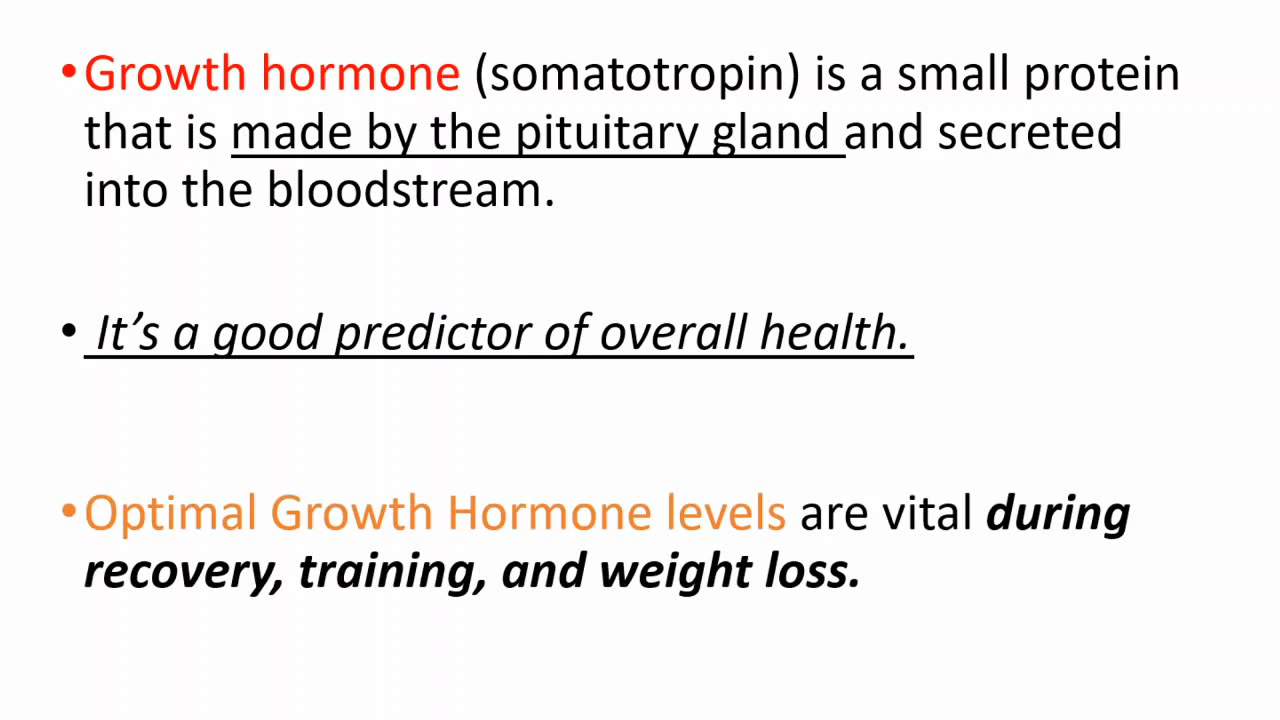 •Growth hormone (somatotropin) is a small protein
that is made by the pituitary gland and secreted
into the bloodstream.
• It’s a good predictor of overall health.
•Optimal Growth Hormone levels are vital during
recovery, training, and weight loss.